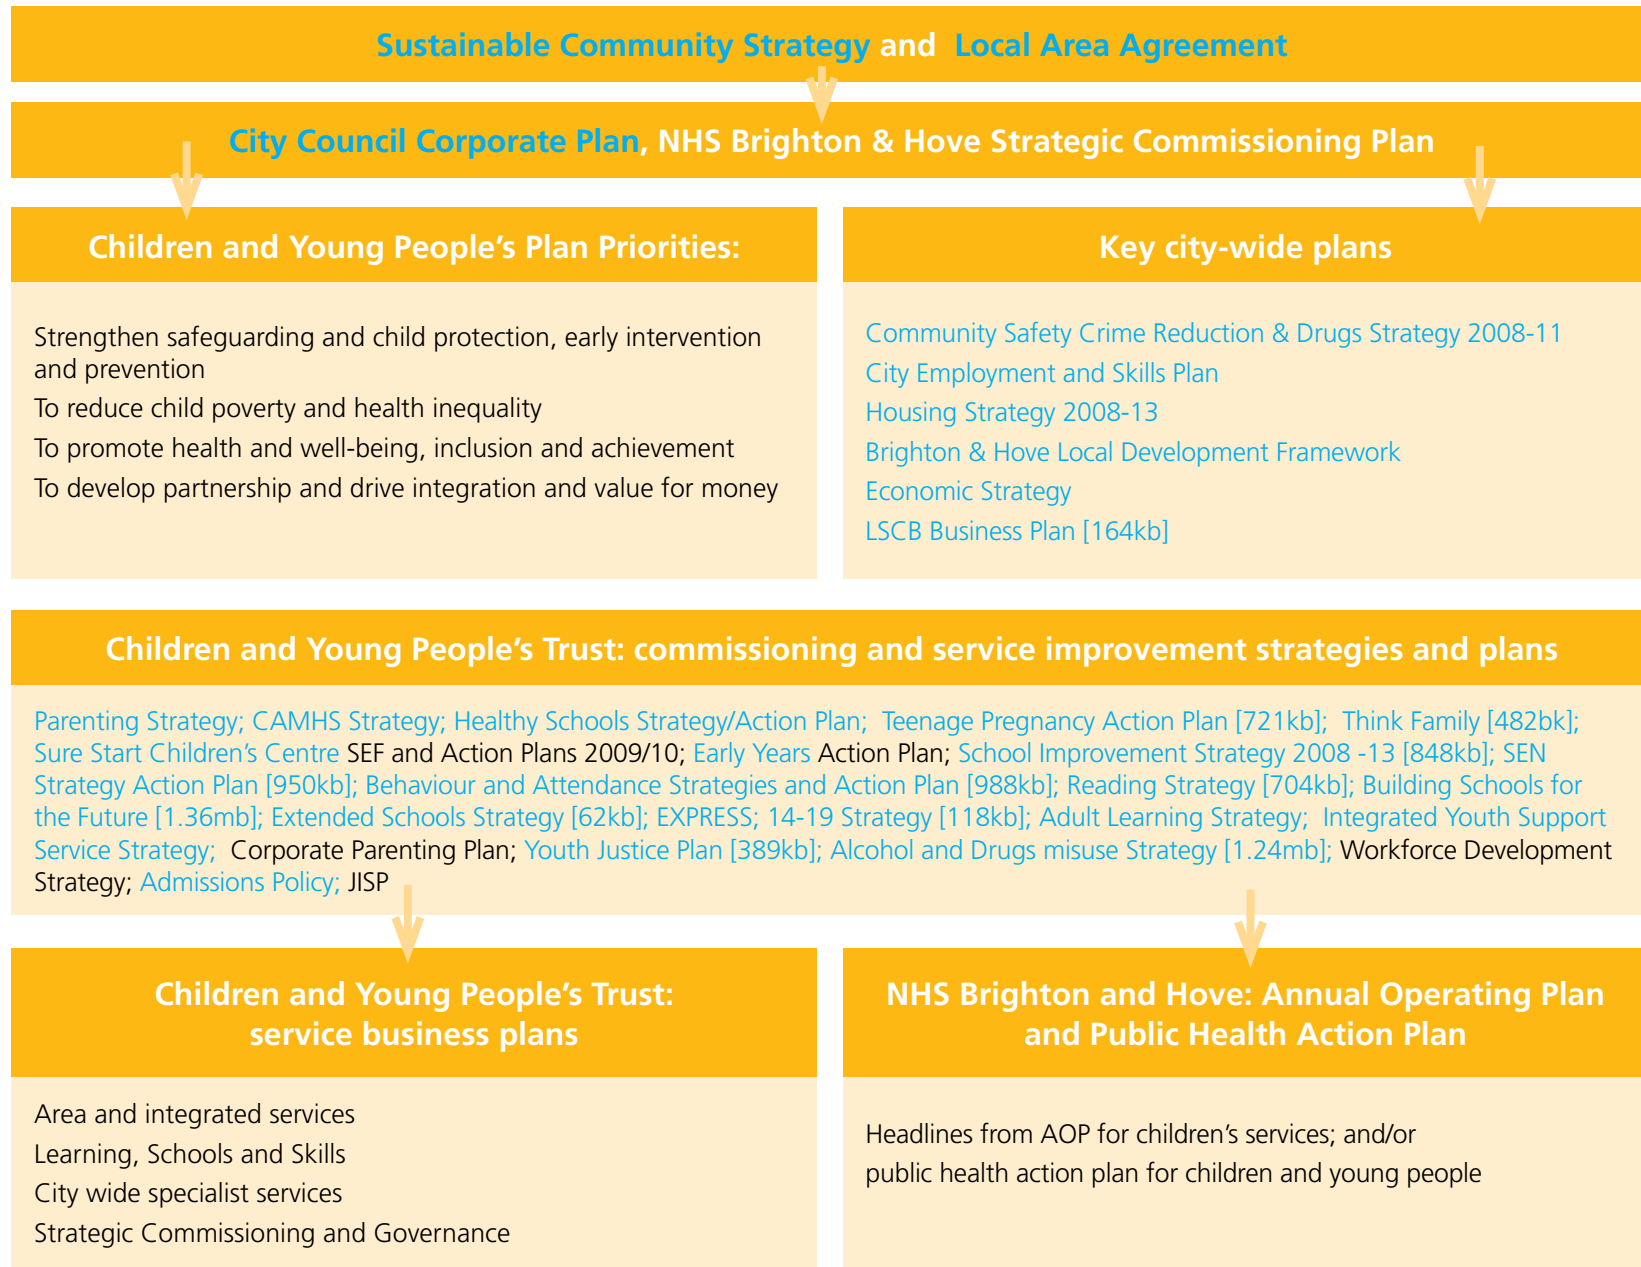 Sustainable Community Strategy and Local Area Agreement
City Council Corporate Plan, NHS Brighton & Hove Strategic Commissioning Plan
Children and Young People's Plan Priorities:
Strengthen safeguarding and child protection, early intervention
and prevention
To reduce child poverty and health inequality
To promote health and well-being, inclusion and achievement
To develop partnership and drive integration and value for money
Key city-wide plans
Community Safety Crime Reduction & Drugs Strategy 2008-11
City Employment and Skills Plan
Housing Strategy 2008-13
Brighton & Hove Local Development Framework
Economic Strategy
LSCB Business Plan [164kb]
Children and Young People's Trust: commissioning and service improvement strategies and plans
Parenting Strategy; CAMHS Strategy; Healthy Schools Strategy/Action Plan; Teenage Pregnancy Action Plan [721kb]; Think Family [482bk];
Sure Start Children's Centre SEF and Action Plans 2009/10; Early Years Action Plan; School Improvement Strategy 2008 -13 [848kb]; SEN
Strategy Action Plan [950kb]; Behaviour and Attendance Strategies and Action Plan [988kb]; Reading Strategy [704kb]; Building Schools for
the Future [1.36mb]; Extended Schools Strategy [62kb]; EXPRESS; 14-19 Strategy [118kb]; Adult Learning Strategy; Integrated Youth Support
Service Strategy; Corporate Parenting Plan; Youth Justice Plan [389kb]; Alcohol and Drugs misuse Strategy [1.24mb]; Workforce Development
Strategy; Admissions Policy; JISP
Children and Young People's Trust:
service business plans
Area and integrated services
Learning, Schools and Skills
City wide specialist services
Strategic Commissioning and Governance
NHS Brighton and Hove: Annual Operating Plan
and Public Health Action Plan
Headlines from AOP for children's services; and/or
public health action plan for children and young people